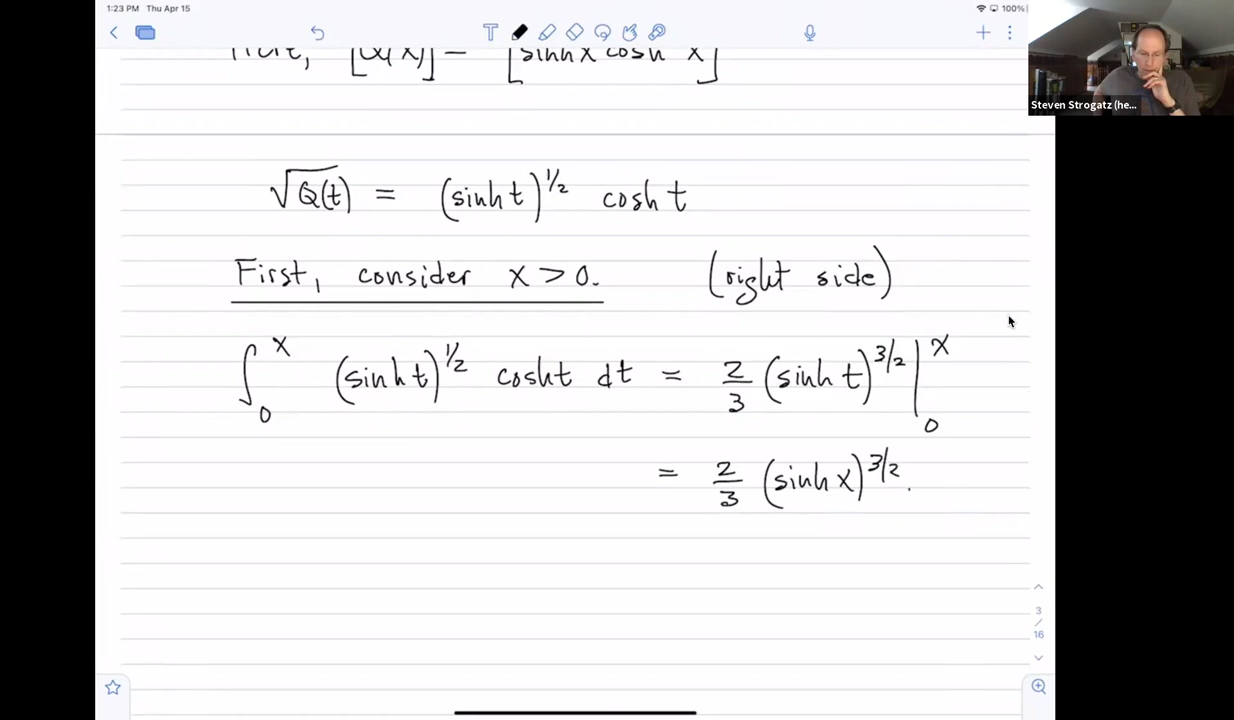 1:23 PM Thu Apr 15
100%
Steven Strogatz (he...
[sinh x cosh x]
√Q(t) = (sinh t)^1/2 cosh t
First, consider x > 0. (right side)
∫_0^x (sinh t)^1/2 cosh t dt = 2/3 (sinh t)^3/2 |_0^x
= 2/3 (sinh x)^3/2.
3
/
16